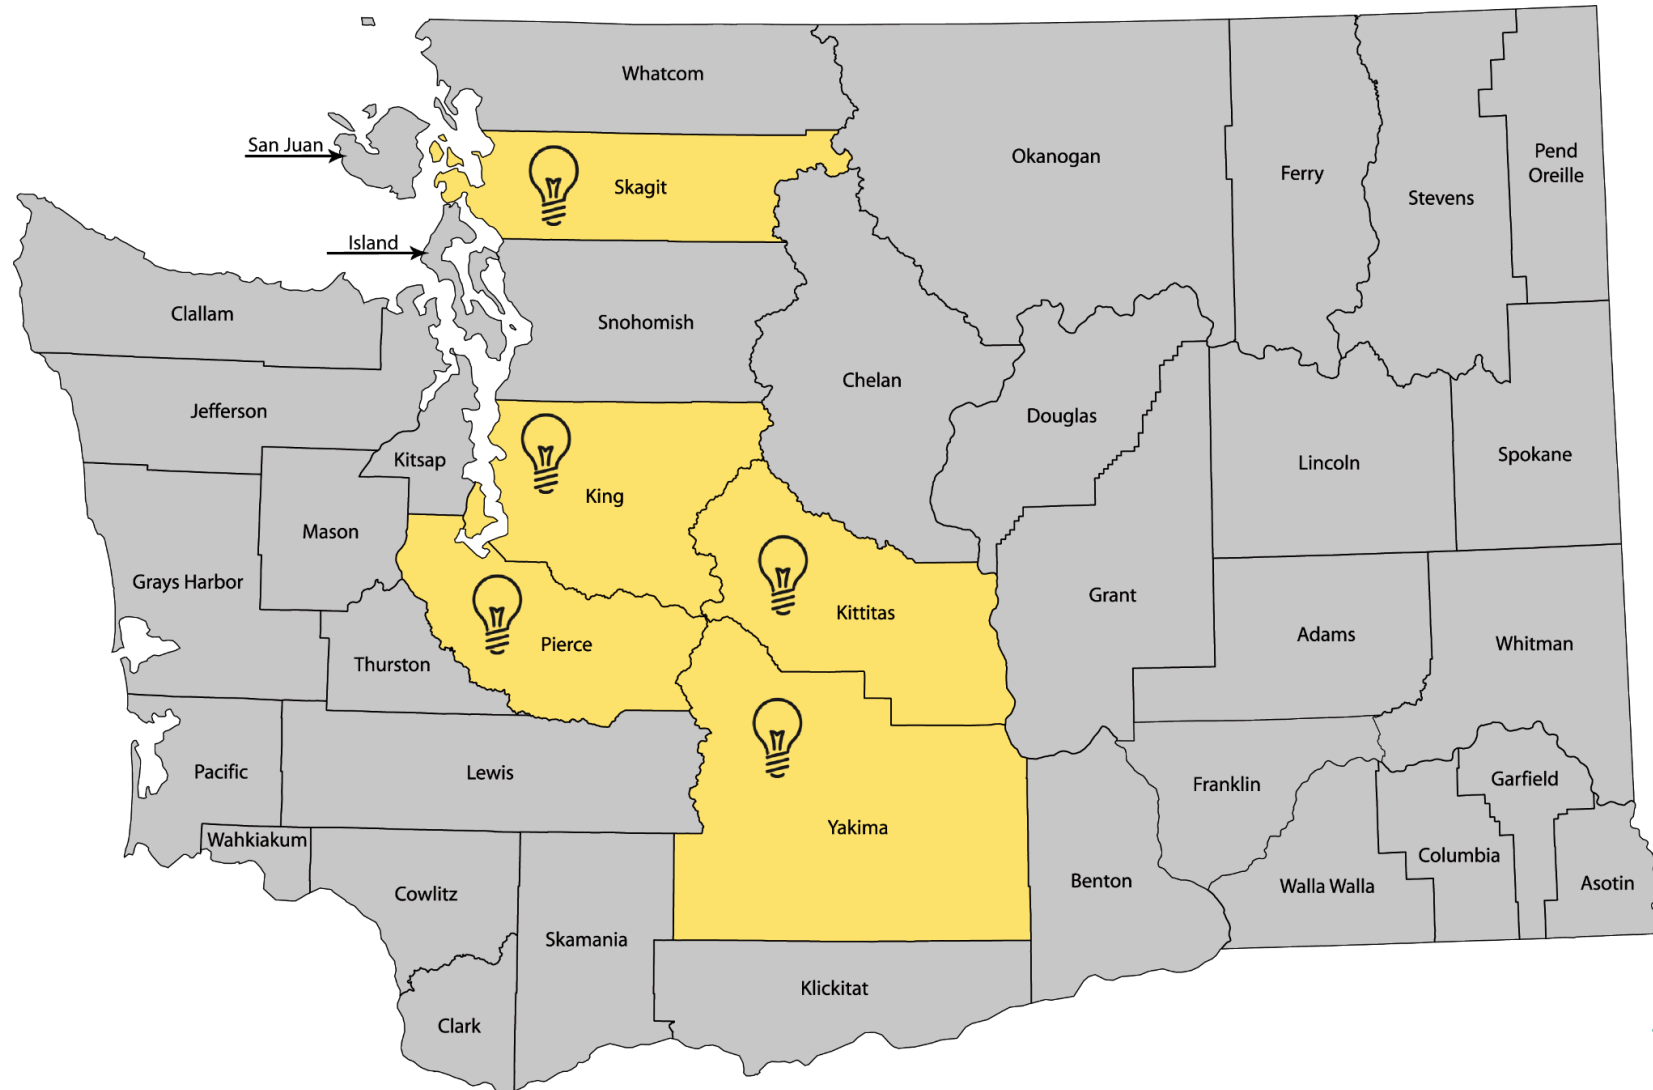 Whatcom
San Juan
Skagit
Okanogan
Ferry
Stevens
Pend
Oreille
Island
Clallam
Snohomish
Chelan
Jefferson
Douglas
Kitsap
King
Lincoln
Spokane
Mason
Grays Harbor
Kittitas
Grant
Pierce
Thurston
Adams
Whitman
Pacific
Lewis
Yakima
Franklin
Garfield
Wahkiakum
Cowlitz
Skamania
Benton
Walla Walla
Columbia
Asotin
Klickitat
Clark